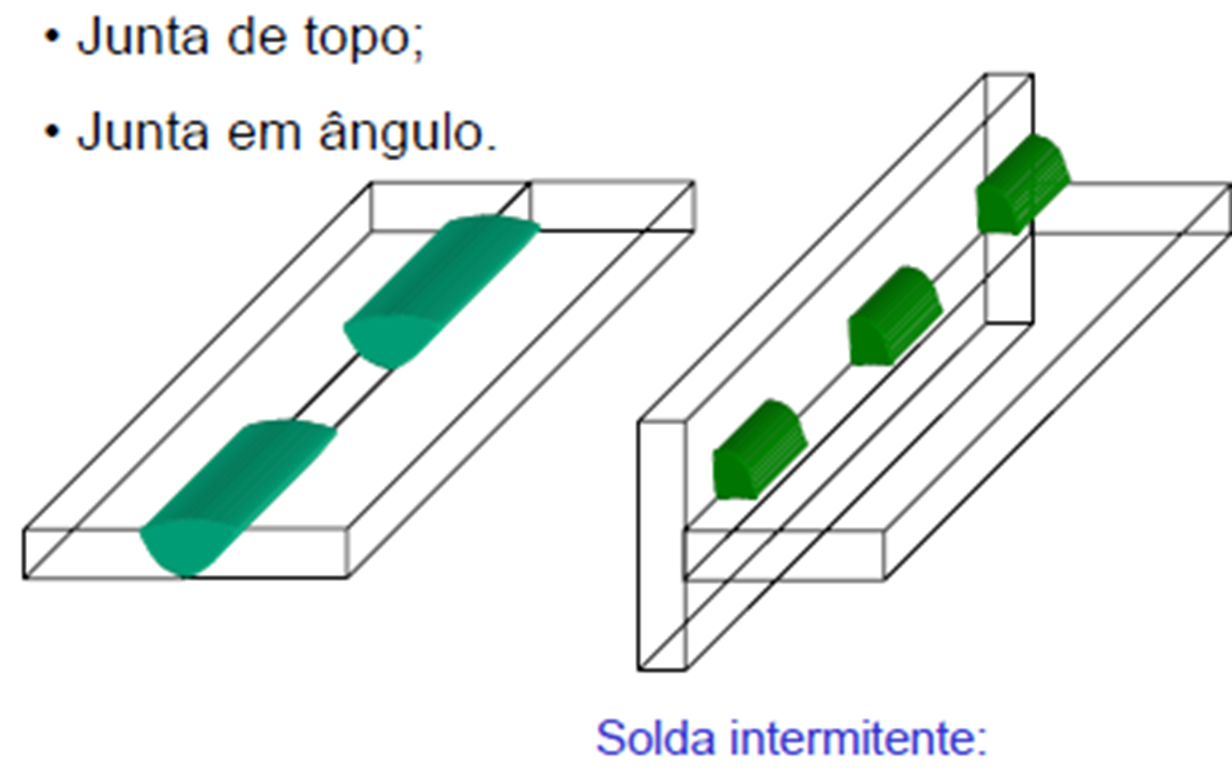 • Junta de topo;
• Junta em ângulo.
Solda intermitente: